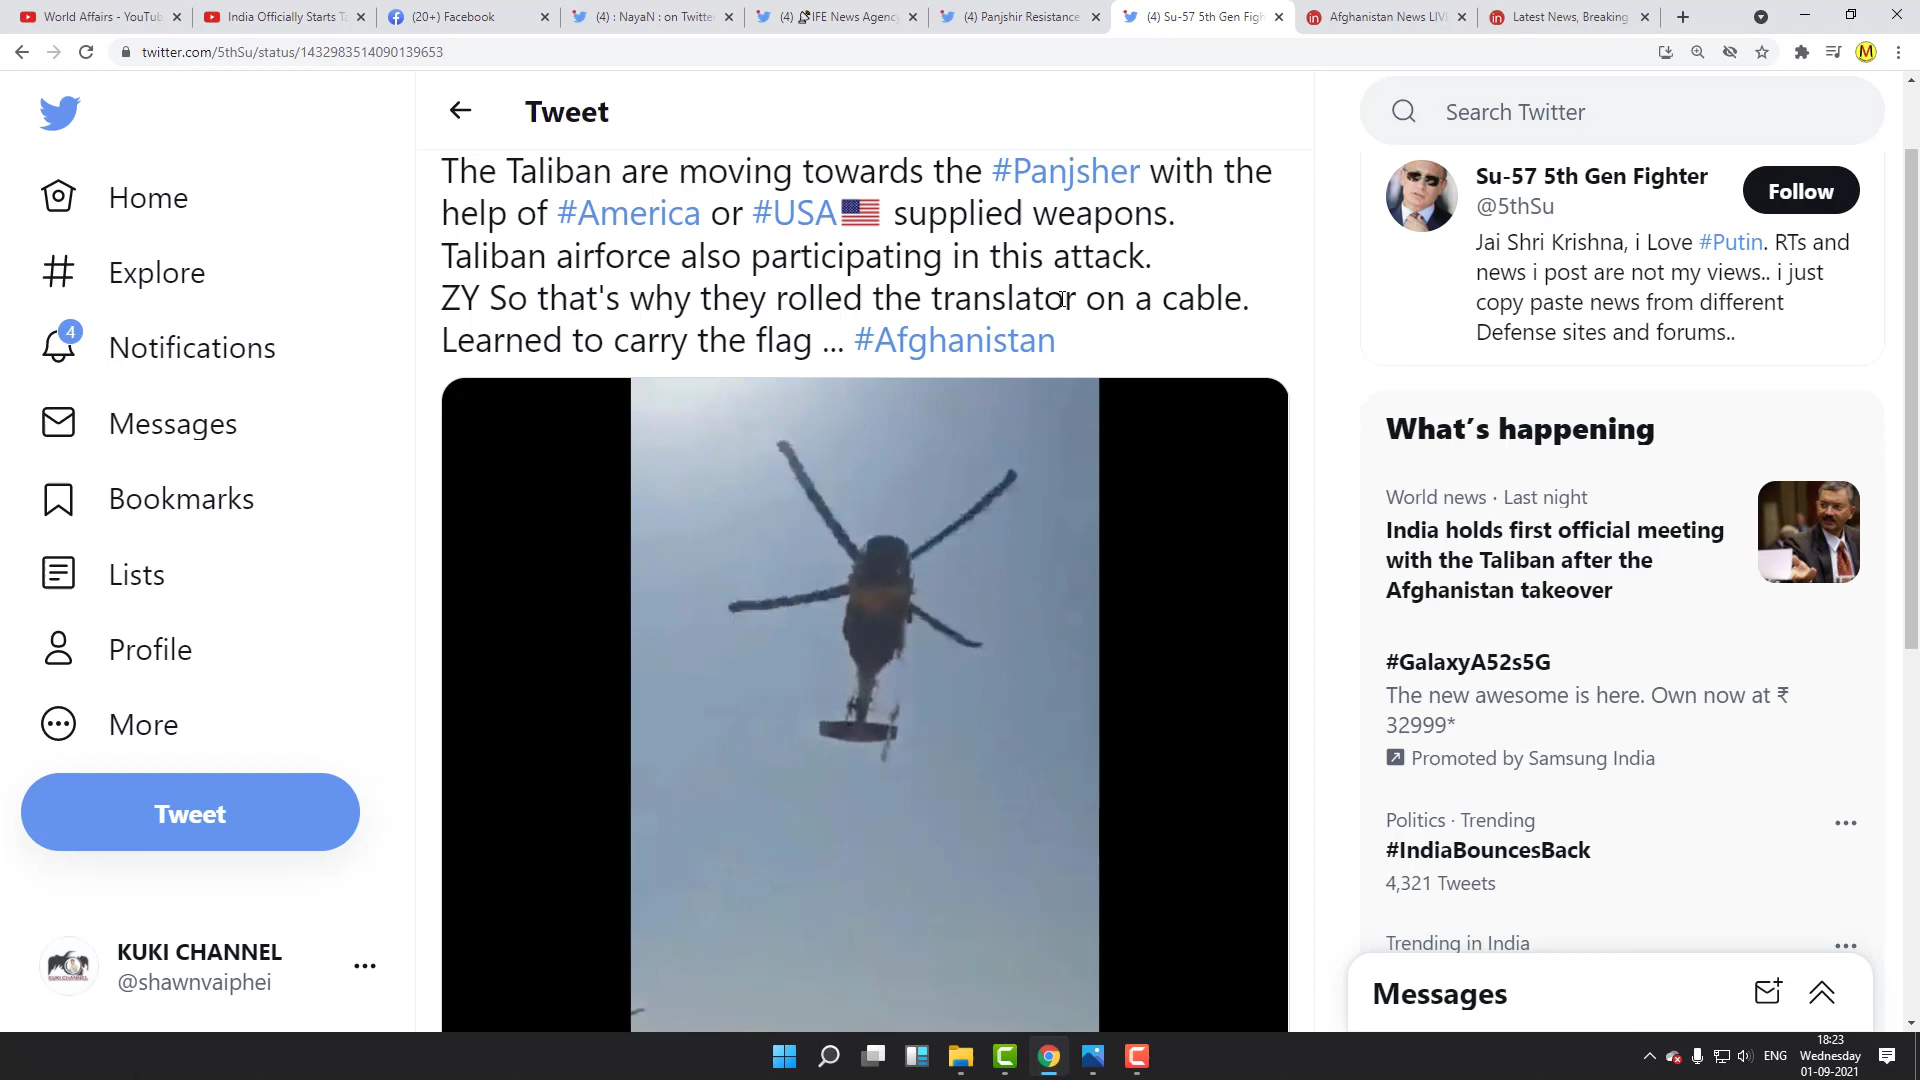 World Affairs - YouTub
India Officially Starts T
(20+) Facebook
(4) : NayaN : on Twitte
(4) IFE News Agency
(4) Panjshir Resistance
(4) Su-57 5th Gen Figh
Afghanistan News LIV
Latest News, Breaking
twitter.com/5thSu/status/1432983514090139653
M
Home
Explore
4
Notifications
Messages
Bookmarks
Lists
Profile
More
Tweet
KUKI CHANNEL
@shawnvaiphei
Tweet
The Taliban are moving towards the #Panjsher with the
help of #America or #USA🇺🇸 supplied weapons.
Taliban airforce also participating in this attack.
ZY So that's why they rolled the translator on a cable.
Learned to carry the flag ... #Afghanistan
Search Twitter
Su-57 5th Gen Fighter
@5thSu
Follow
Jai Shri Krishna, i Love #Putin. RTs and
news i post are not my views.. i just
copy paste news from different
Defense sites and forums..
What's happening
World news · Last night
India holds first official meeting
with the Taliban after the
Afghanistan takeover
#GalaxyA52s5G
The new awesome is here. Own now at ₹
32999*
Promoted by Samsung India
Politics · Trending
#IndiaBouncesBack
4,321 Tweets
Trending in India
Messages
ENG
18:23
Wednesday
01-09-2021